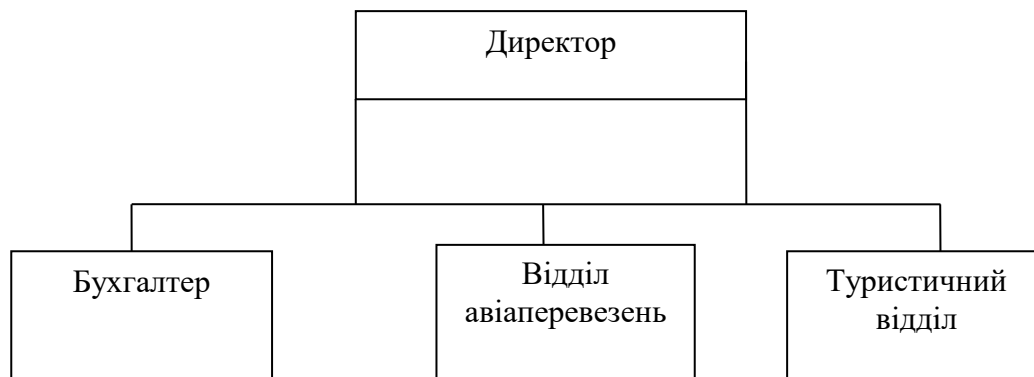 Директор
Бухгалтер
Відділ
авіаперевезень
Туристичний
відділ